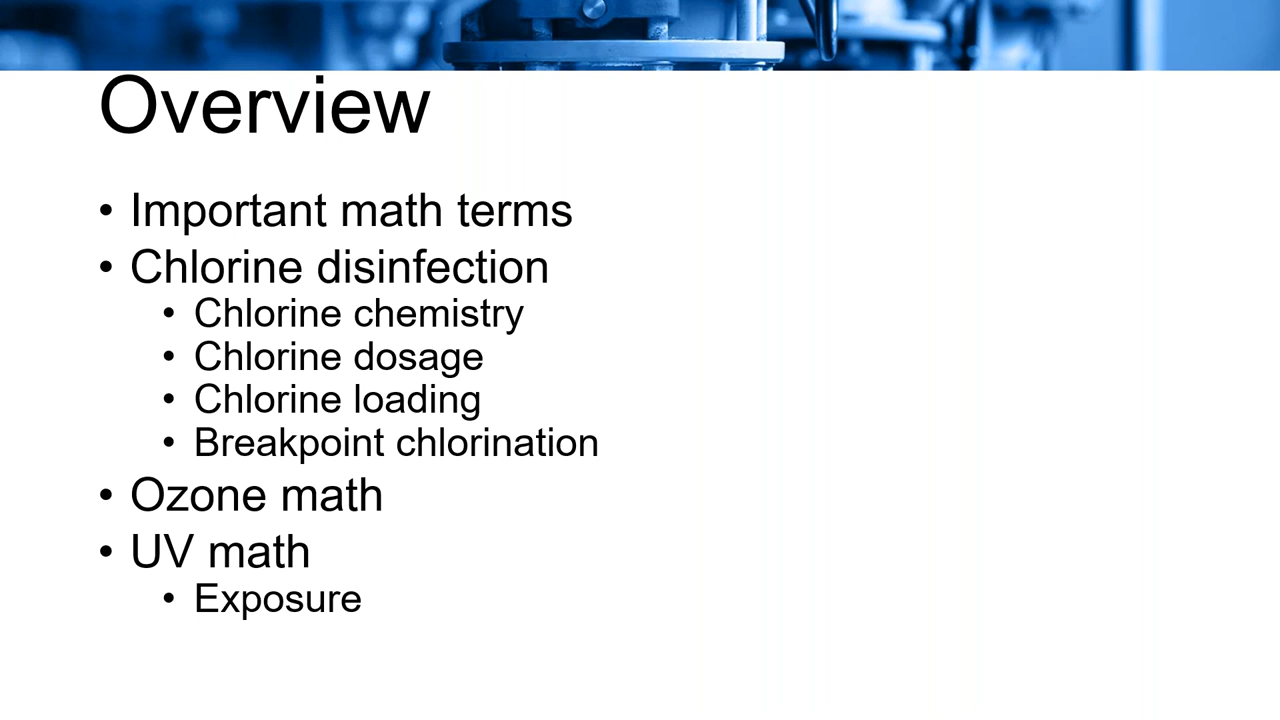 Overview
• Important math terms
• Chlorine disinfection
• Chlorine chemistry
• Chlorine dosage
• Chlorine loading
• Breakpoint chlorination
• Ozone math
• UV math
• Exposure